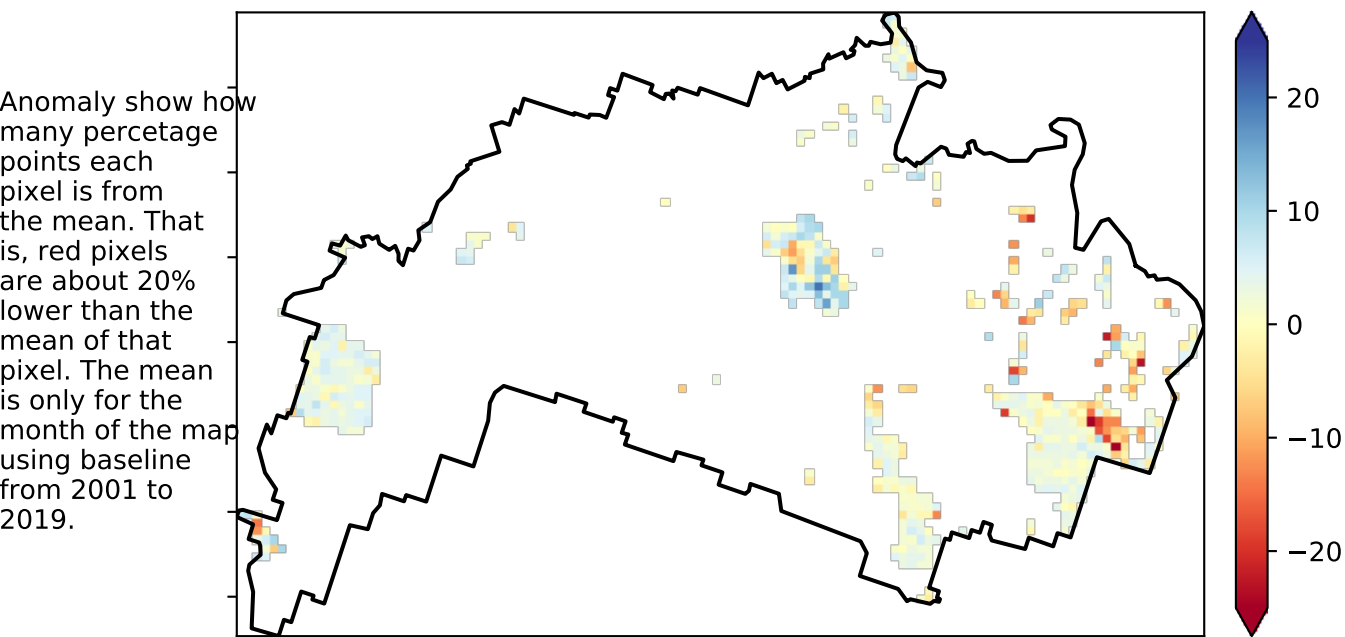 Anomaly show how
many percetage
points each
pixel is from
the mean. That
is, red pixels
are about 20%
lower than the
mean of that
pixel. The mean
is only for the
month of the map
using baseline
from 2001 to
2019.
20
10
0
−10
−20